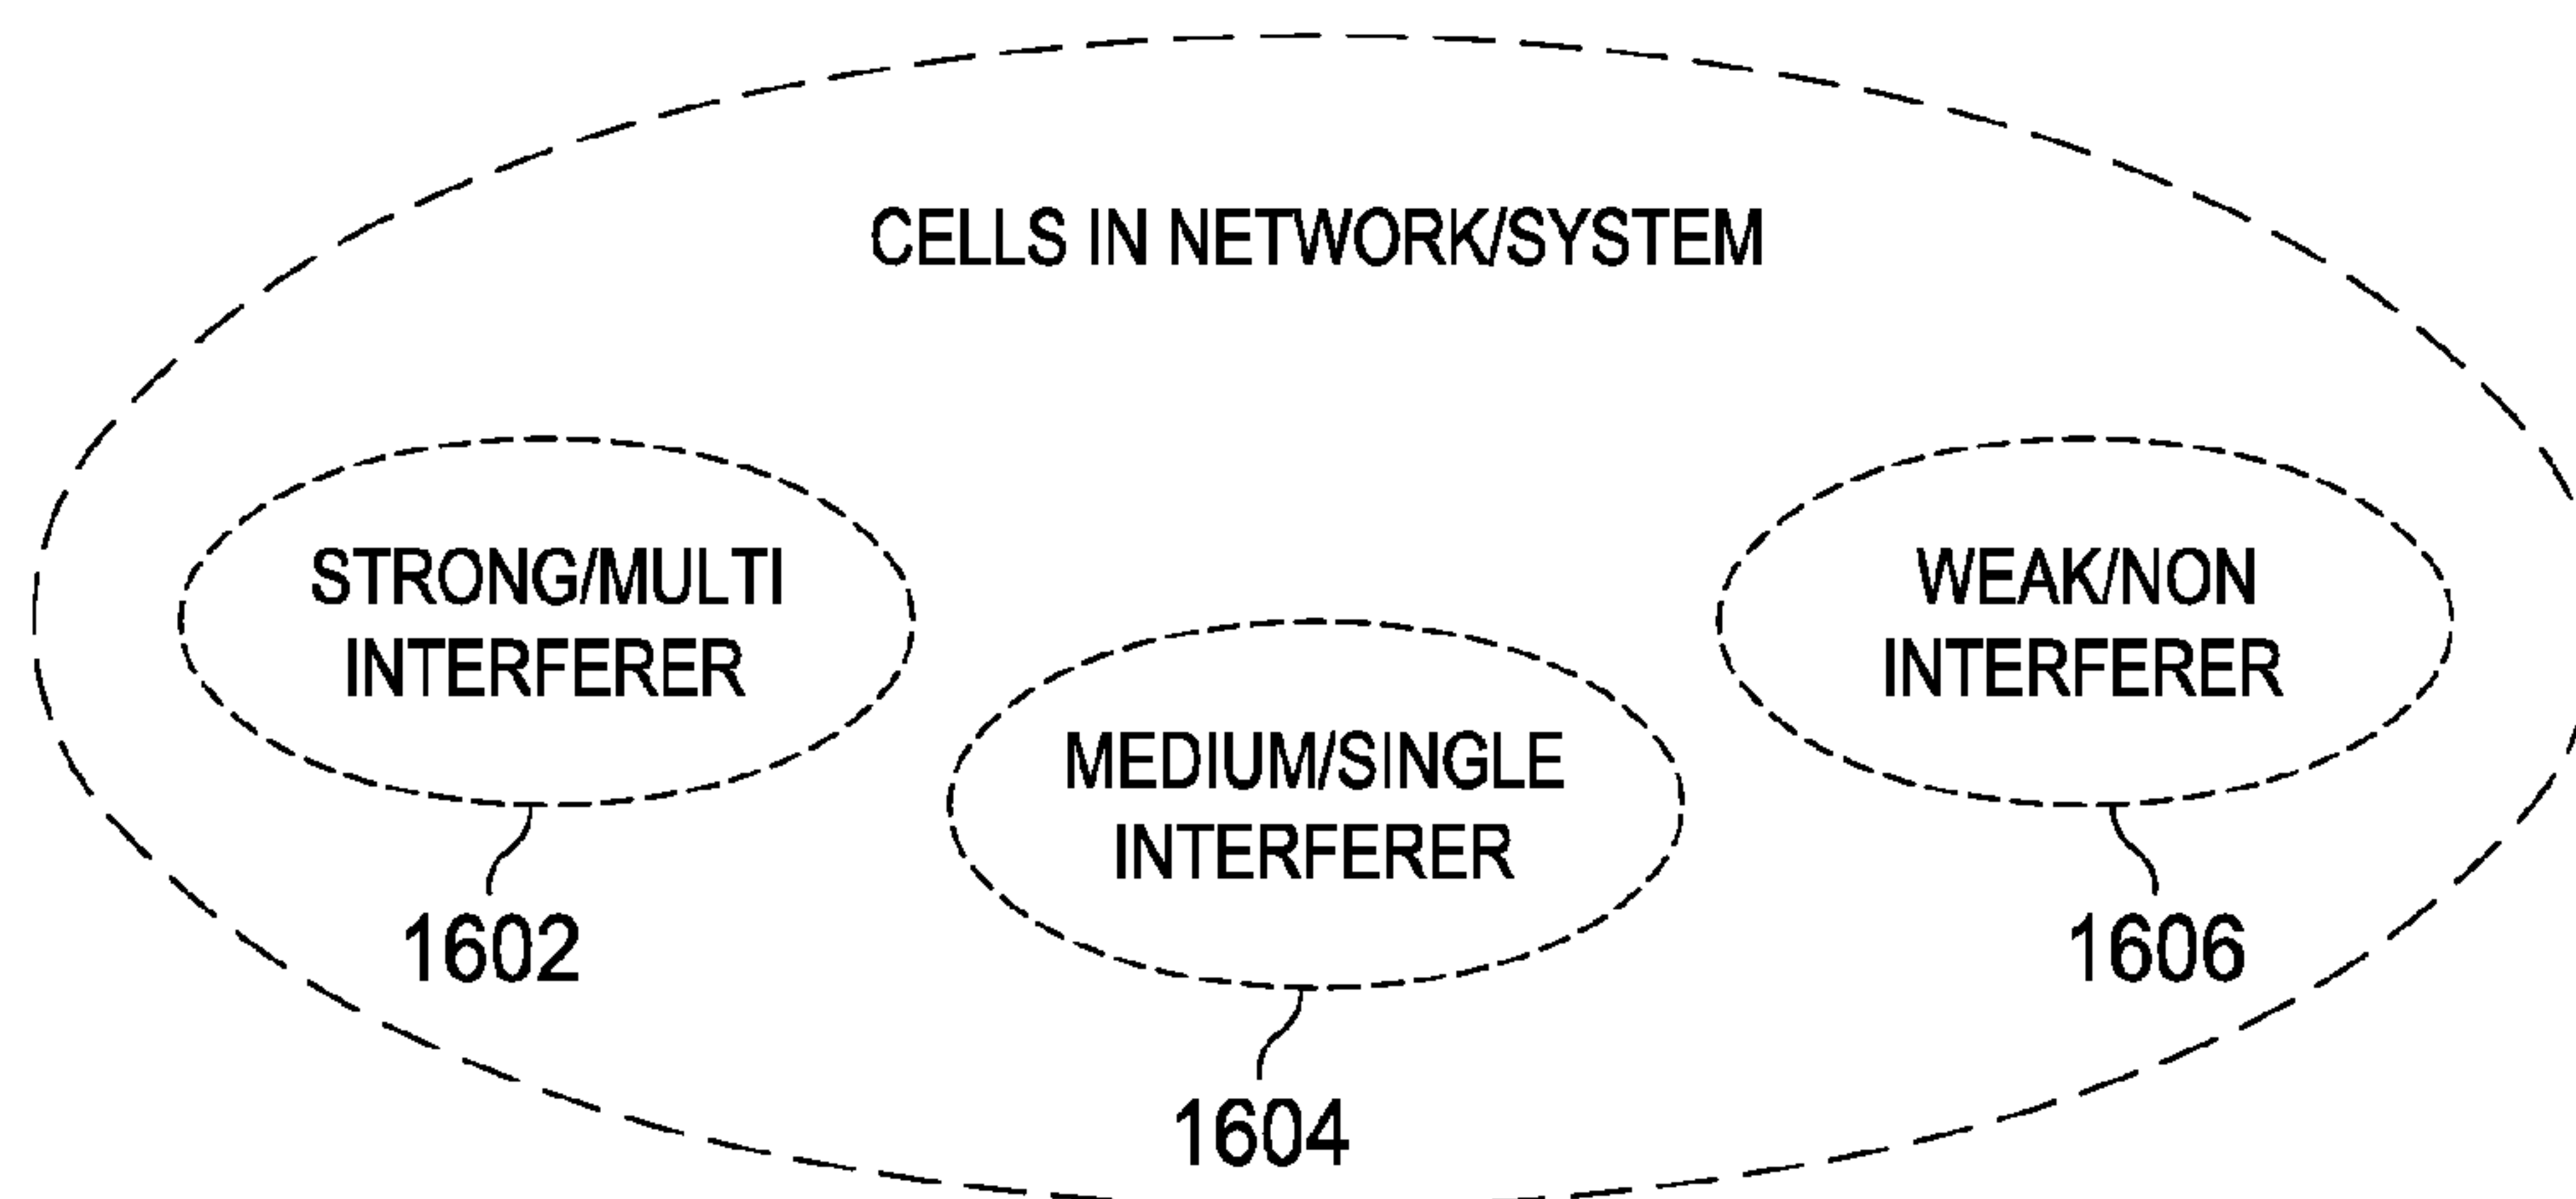 CELLS IN NETWORK/SYSTEM
STRONG/MULTI
INTERFERER
1602
MEDIUM/SINGLE
INTERFERER
1604
WEAK/NON
INTERFERER
1606